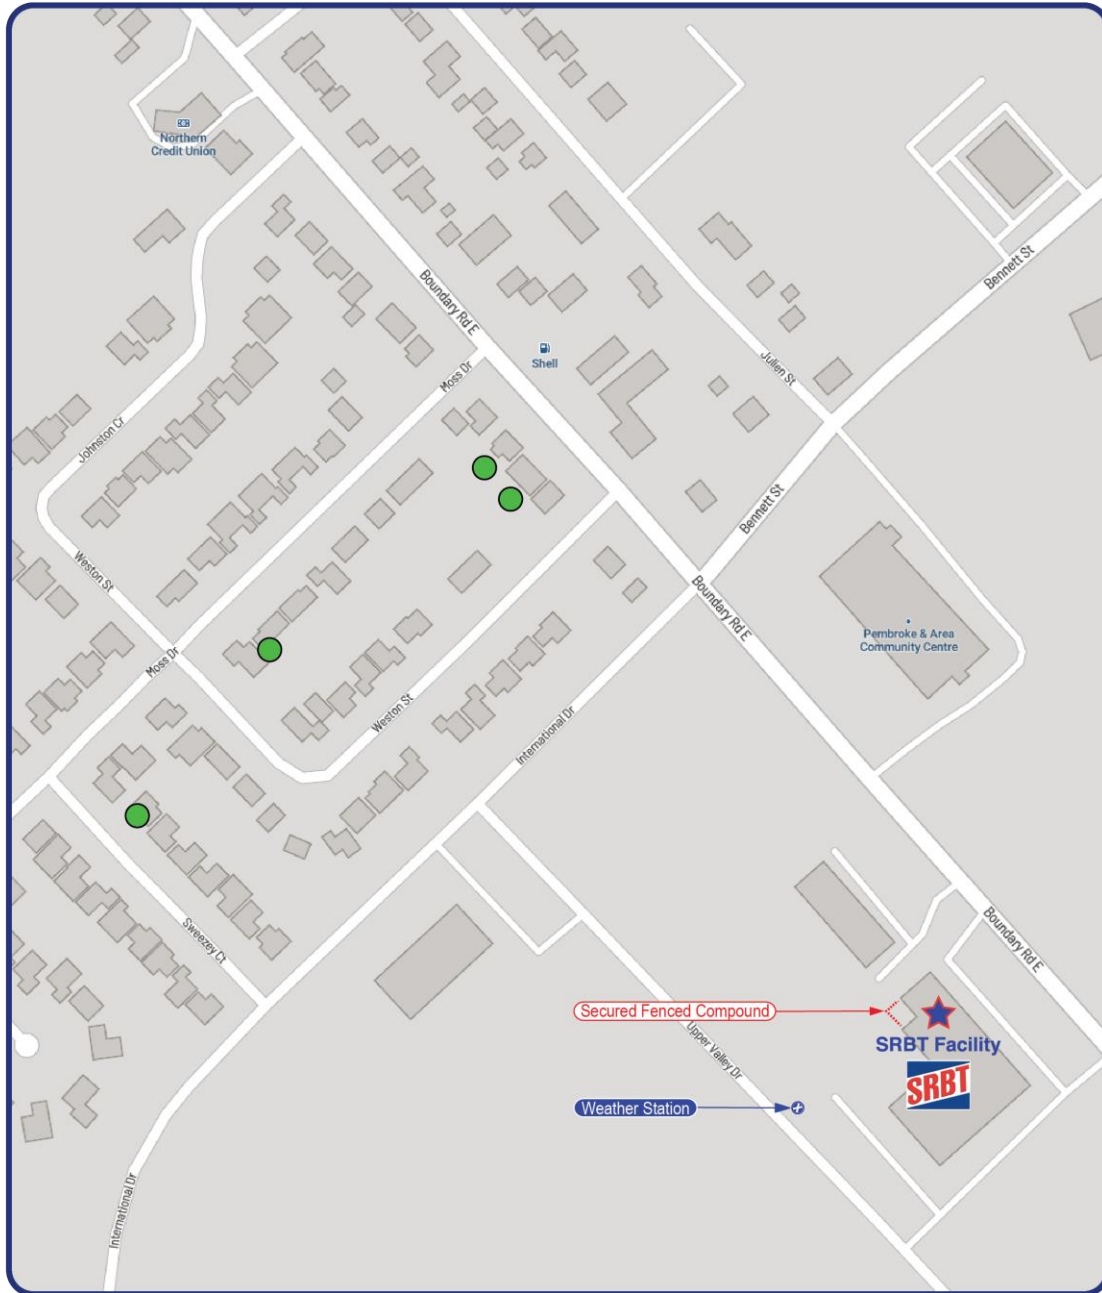 Northern
Credit Union
Boundary Rd E
Bennett St
Shell
Moss Dr
Julien St
Johnston Cr
Bennett St
Weston St
Boundary Rd E
Pembroke & Area
Community Centre
Moss Dr
Weston St
International Dr
Sweezey Ct
Boundary Rd E
Secured Fenced Compound
SRBT Facility
SRBT
Upper Valley Dr
Weather Station
International Dr